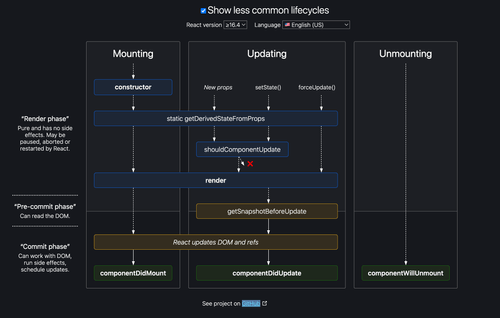 Show less common lifecycles
React version ≥16.4 Language 🇺🇸 English (US)
Mounting
Updating
Unmounting
constructor
New props
setState()
forceUpdate()
"Render phase"
Pure and has no side
effects. May be
paused, aborted or
restarted by React.
static getDerivedStateFromProps
shouldComponentUpdate
render
"Pre-commit phase"
Can read the DOM.
getSnapshotBeforeUpdate
"Commit phase"
Can work with DOM,
run side effects,
schedule updates.
React updates DOM and refs
componentDidMount
componentDidUpdate
componentWillUnmount
See project on GitHub